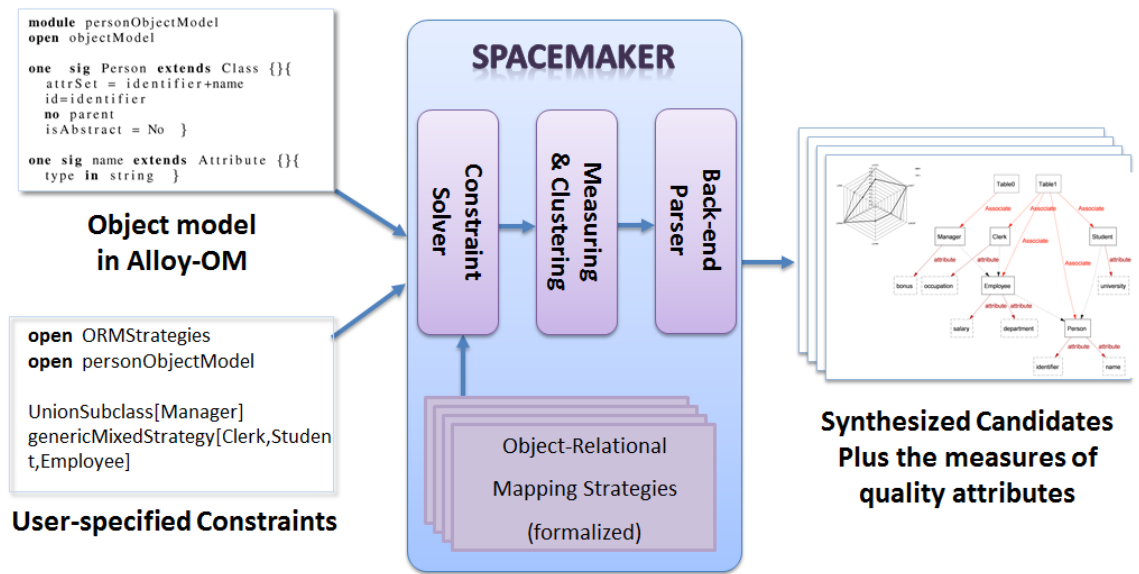 module personObjectModel
open objectModel
one sig Person extends Class {}{
attrSet = identifier+name
id=identifier
no parent
isAbstract = No }
one sig name extends Attribute {}{
type in string }
Object model
in Alloy-OM
open ORMStrategies
open personObjectModel
UnionSubclass[Manager]
genericMixedStrategy[Clerk,Studen
t,Employee]
User-specified Constraints
SPACEMAKER
Constraint
Solver
Measuring
& Clustering
Back-end
Parser
Object-Relational
Mapping Strategies
(formalized)
Table0
Table1
Associate
Associate
Associate
Associate
Manager
Clerk
Student
attribute
attribute
Associate
attribute
bonus
occupation
Employee
university
attribute
attribute
salary
department
Person
attribute
attribute
identifier
name
Synthesized Candidates
Plus the measures of
quality attributes